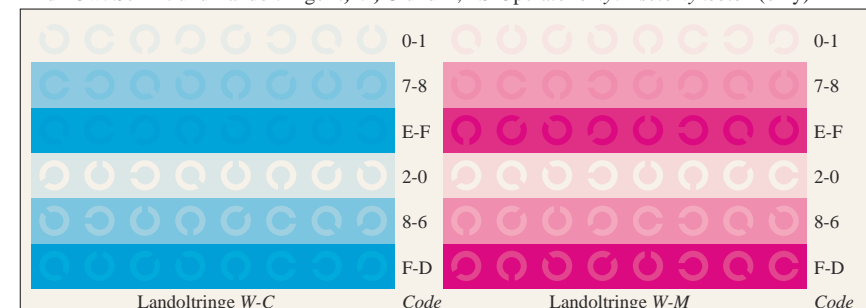 0-1 0-1
7-8 7-8
E-F E-F
2-0 2-0
8-6 8-6
F-D F-D
Landoltringe W-C Code Landoltringe W-M Code